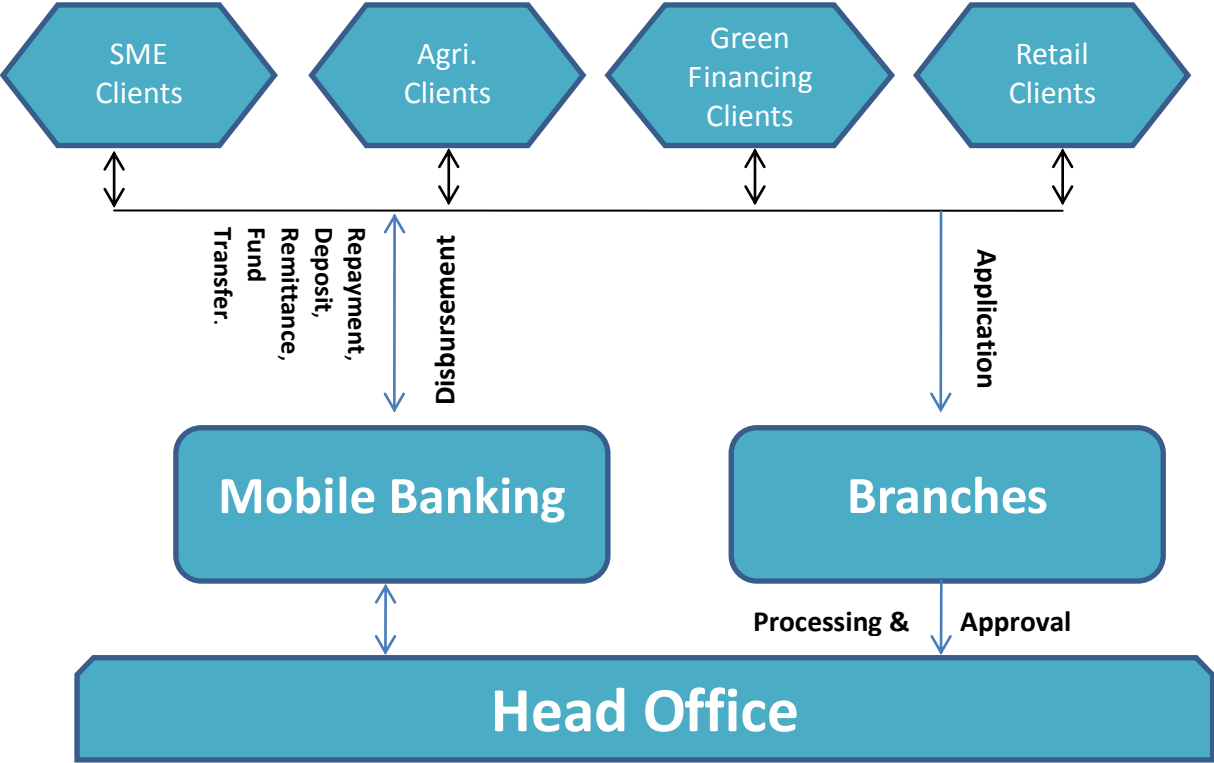 SME
Clients
Agri.
Clients
Green
Financing
Clients
Retail
Clients
Repayment,
Deposit,
Remittance,
Fund
Transfer.
Disbursement
Application
Mobile Banking
Branches
Processing & Approval
Head Office